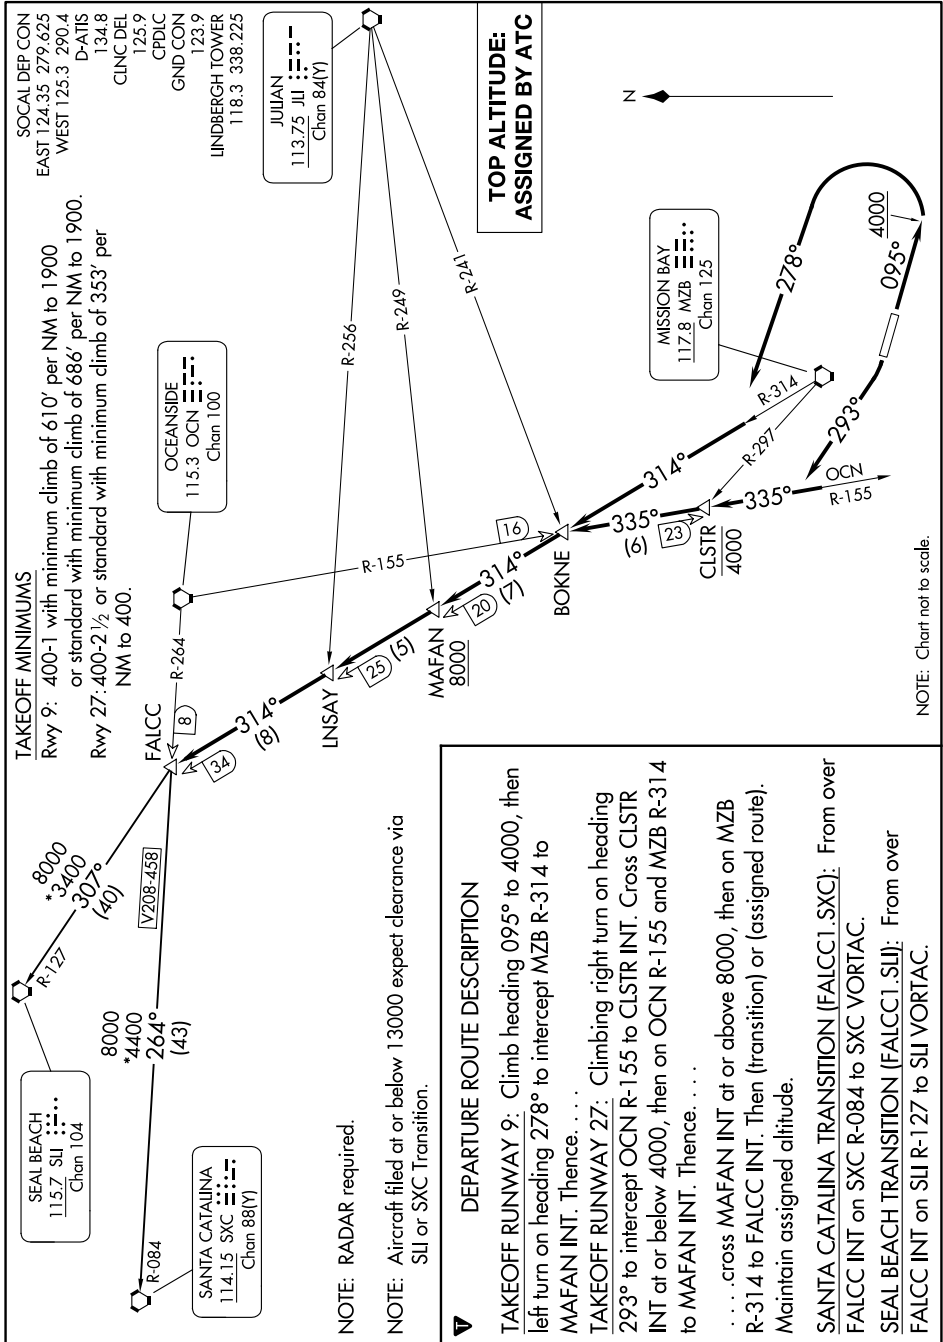 SOCAL DEP CON
EAST 124.35 279.625
WEST 125.3 290.4
D-ATIS
134.8
CLNC DEL
125.9
CPDLC
GND CON
123.9
LINDBERGH TOWER
118.3 338.225
TAKEOFF MINIMUMS
Rwy 9: 400-1 with minimum climb of 610' per NM to 1900
or standard with minimum climb of 686' per NM to 1900.
Rwy 27: 400-2½ or standard with minimum climb of 353' per
NM to 400.
TOP ALTITUDE:
ASSIGNED BY ATC
JULIAN
113.75 JLI
Chan 84(Y)
OCEANSIDE
115.3 OCN
Chan 100
MISSION BAY
117.8 MZB
Chan 125
SEAL BEACH
115.7 SLI
Chan 104
SANTA CATALINA
114.15 SXC
Chan 88(Y)
N
R-256
R-249
R-241
R-127
R-084
8000
*3400
307°
(40)
V208-458
8000
*4400
264°
(43)
FALCC
R-264
8
34
314°
(8)
LNSAY
25
(5)
MAFAN
8000
20
314°
(7)
R-155
16
BOKNE
335°
(6)
23
CLSTR
4000
335°
OCN
R-155
314°
R-314
R-297
293°
278°
095°
4000
NOTE: RADAR required.
NOTE: Aircraft filed at or below 13000 expect clearance via
SLI or SXC Transition.
NOTE: Chart not to scale.
T
DEPARTURE ROUTE DESCRIPTION
TAKEOFF RUNWAY 9: Climb heading 095° to 4000, then
left turn on heading 278° to intercept MZB R-314 to
MAFAN INT. Thence. . . .
TAKEOFF RUNWAY 27: Climbing right turn on heading
293° to intercept OCN R-155 to CLSTR INT. Cross CLSTR
INT at or below 4000, then on OCN R-155 and MZB R-314
to MAFAN INT. Thence. . . .
. . . .cross MAFAN INT at or above 8000, then on MZB
R-314 to FALCC INT. Then (transition) or (assigned route).
Maintain assigned altitude.
SANTA CATALINA TRANSITION (FALCC1.SXC): From over
FALCC INT on SXC R-084 to SXC VORTAC.
SEAL BEACH TRANSITION (FALCC1.SLI): From over
FALCC INT on SLI R-127 to SLI VORTAC.